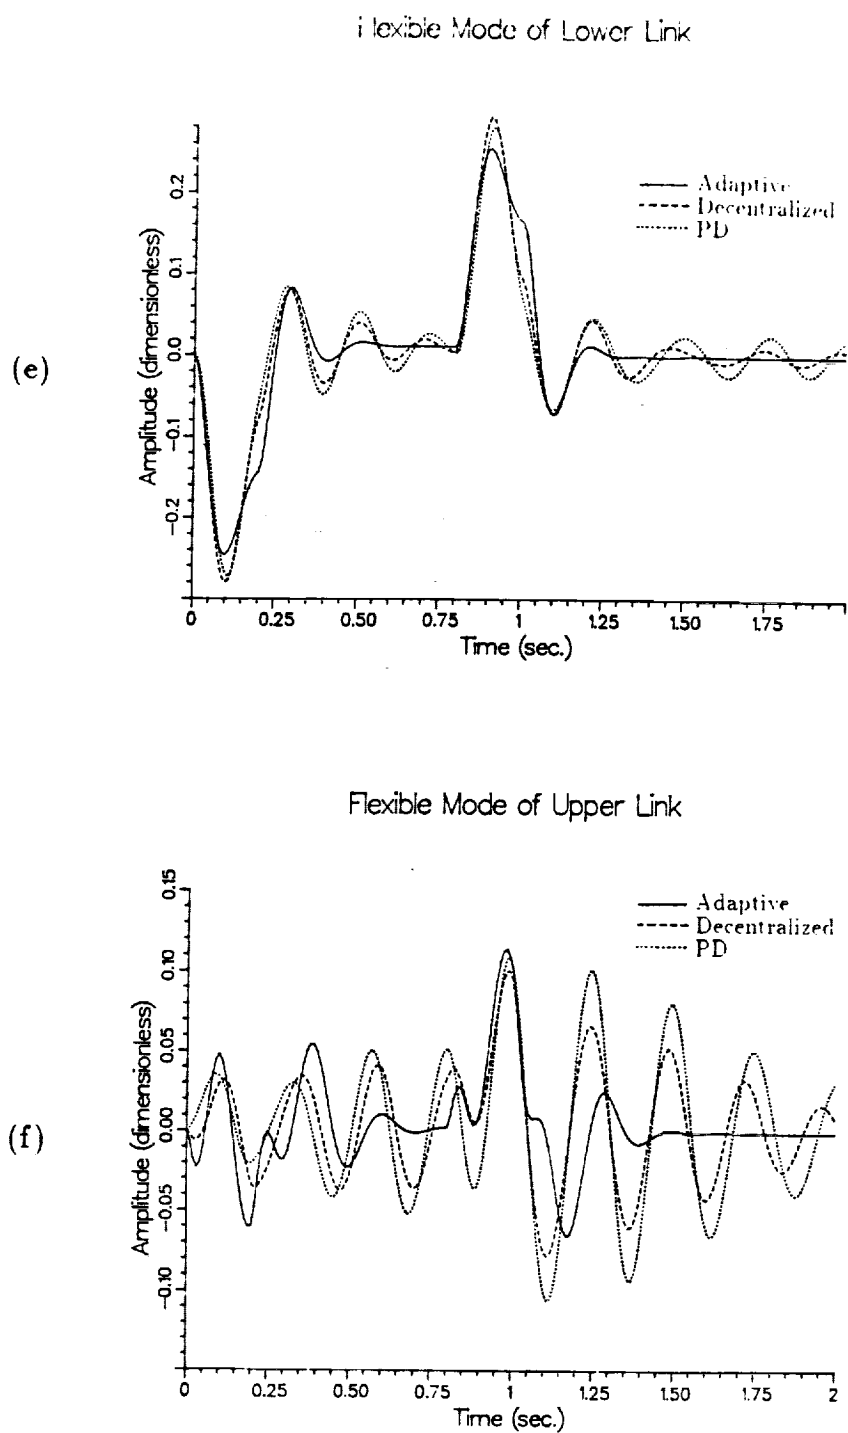 Flexible Mode of Lower Link
(e)
Amplitude (dimensionless)
0.2
0.1
0.0
−0.1
−0.2
Adaptive
Decentralized
PD
0 0.25 0.50 0.75 1 1.25 1.50 1.75
Time (sec.)
Flexible Mode of Upper Link
(f)
Amplitude (dimensionless)
0.15
0.10
0.05
0.00
−0.05
−0.10
Adaptive
Decentralized
PD
0 0.25 0.50 0.75 1 1.25 1.50 1.75 2
Time (sec.)